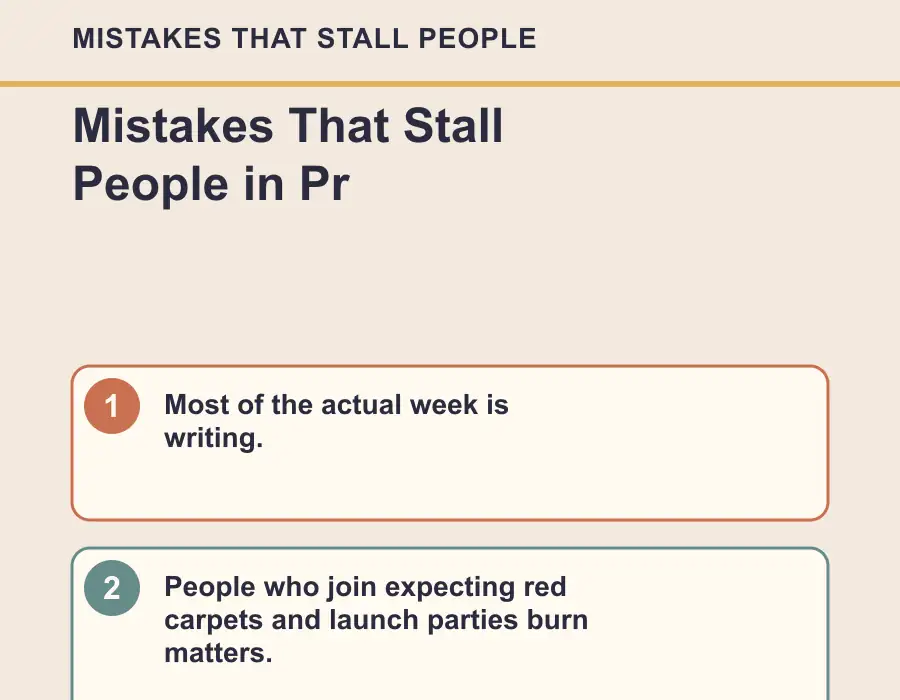 MISTAKES THAT STALL PEOPLE
Mistakes That Stall
People in Pr
1
Most of the actual week is
writing.
2
People who join expecting red
carpets and launch parties burn
matters.